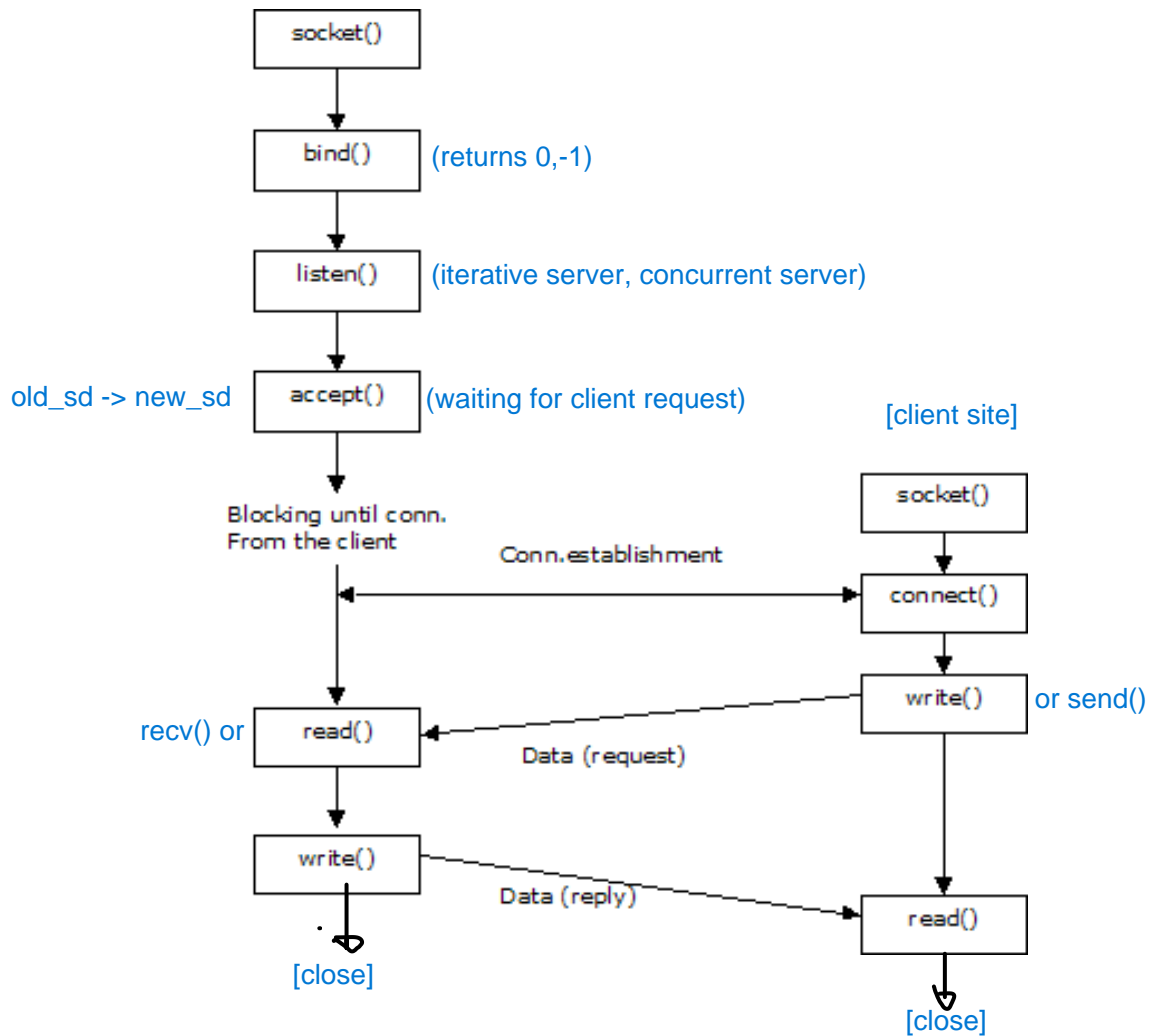 socket()
bind()
(returns 0,-1)
listen()
(iterative server, concurrent server)
old_sd -> new_sd
accept()
(waiting for client request)
[client site]
socket()
Blocking until conn.
From the client
Conn.establishment
connect()
write()
or send()
recv() or
read()
Data (request)
write()
Data (reply)
read()
[close]
[close]